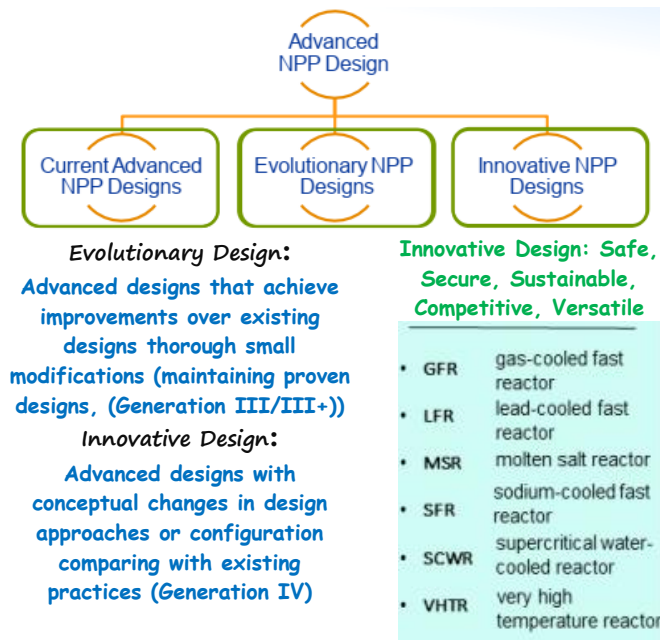 Advanced
NPP Design
Current Advanced
NPP Designs
Evolutionary NPP
Designs
Innovative NPP
Designs
Evolutionary Design:
Advanced designs that achieve
improvements over existing
designs thorough small
modifications (maintaining proven
designs, (Generation III/III+))
Innovative Design:
Advanced designs with
conceptual changes in design
approaches or configuration
comparing with existing
practices (Generation IV)
Innovative Design: Safe,
Secure, Sustainable,
Competitive, Versatile
• GFR gas-cooled fast
reactor
• LFR lead-cooled fast
reactor
• MSR molten salt reactor
• SFR sodium-cooled fast
reactor
• SCWR supercritical water-
cooled reactor
• VHTR very high
temperature reactor